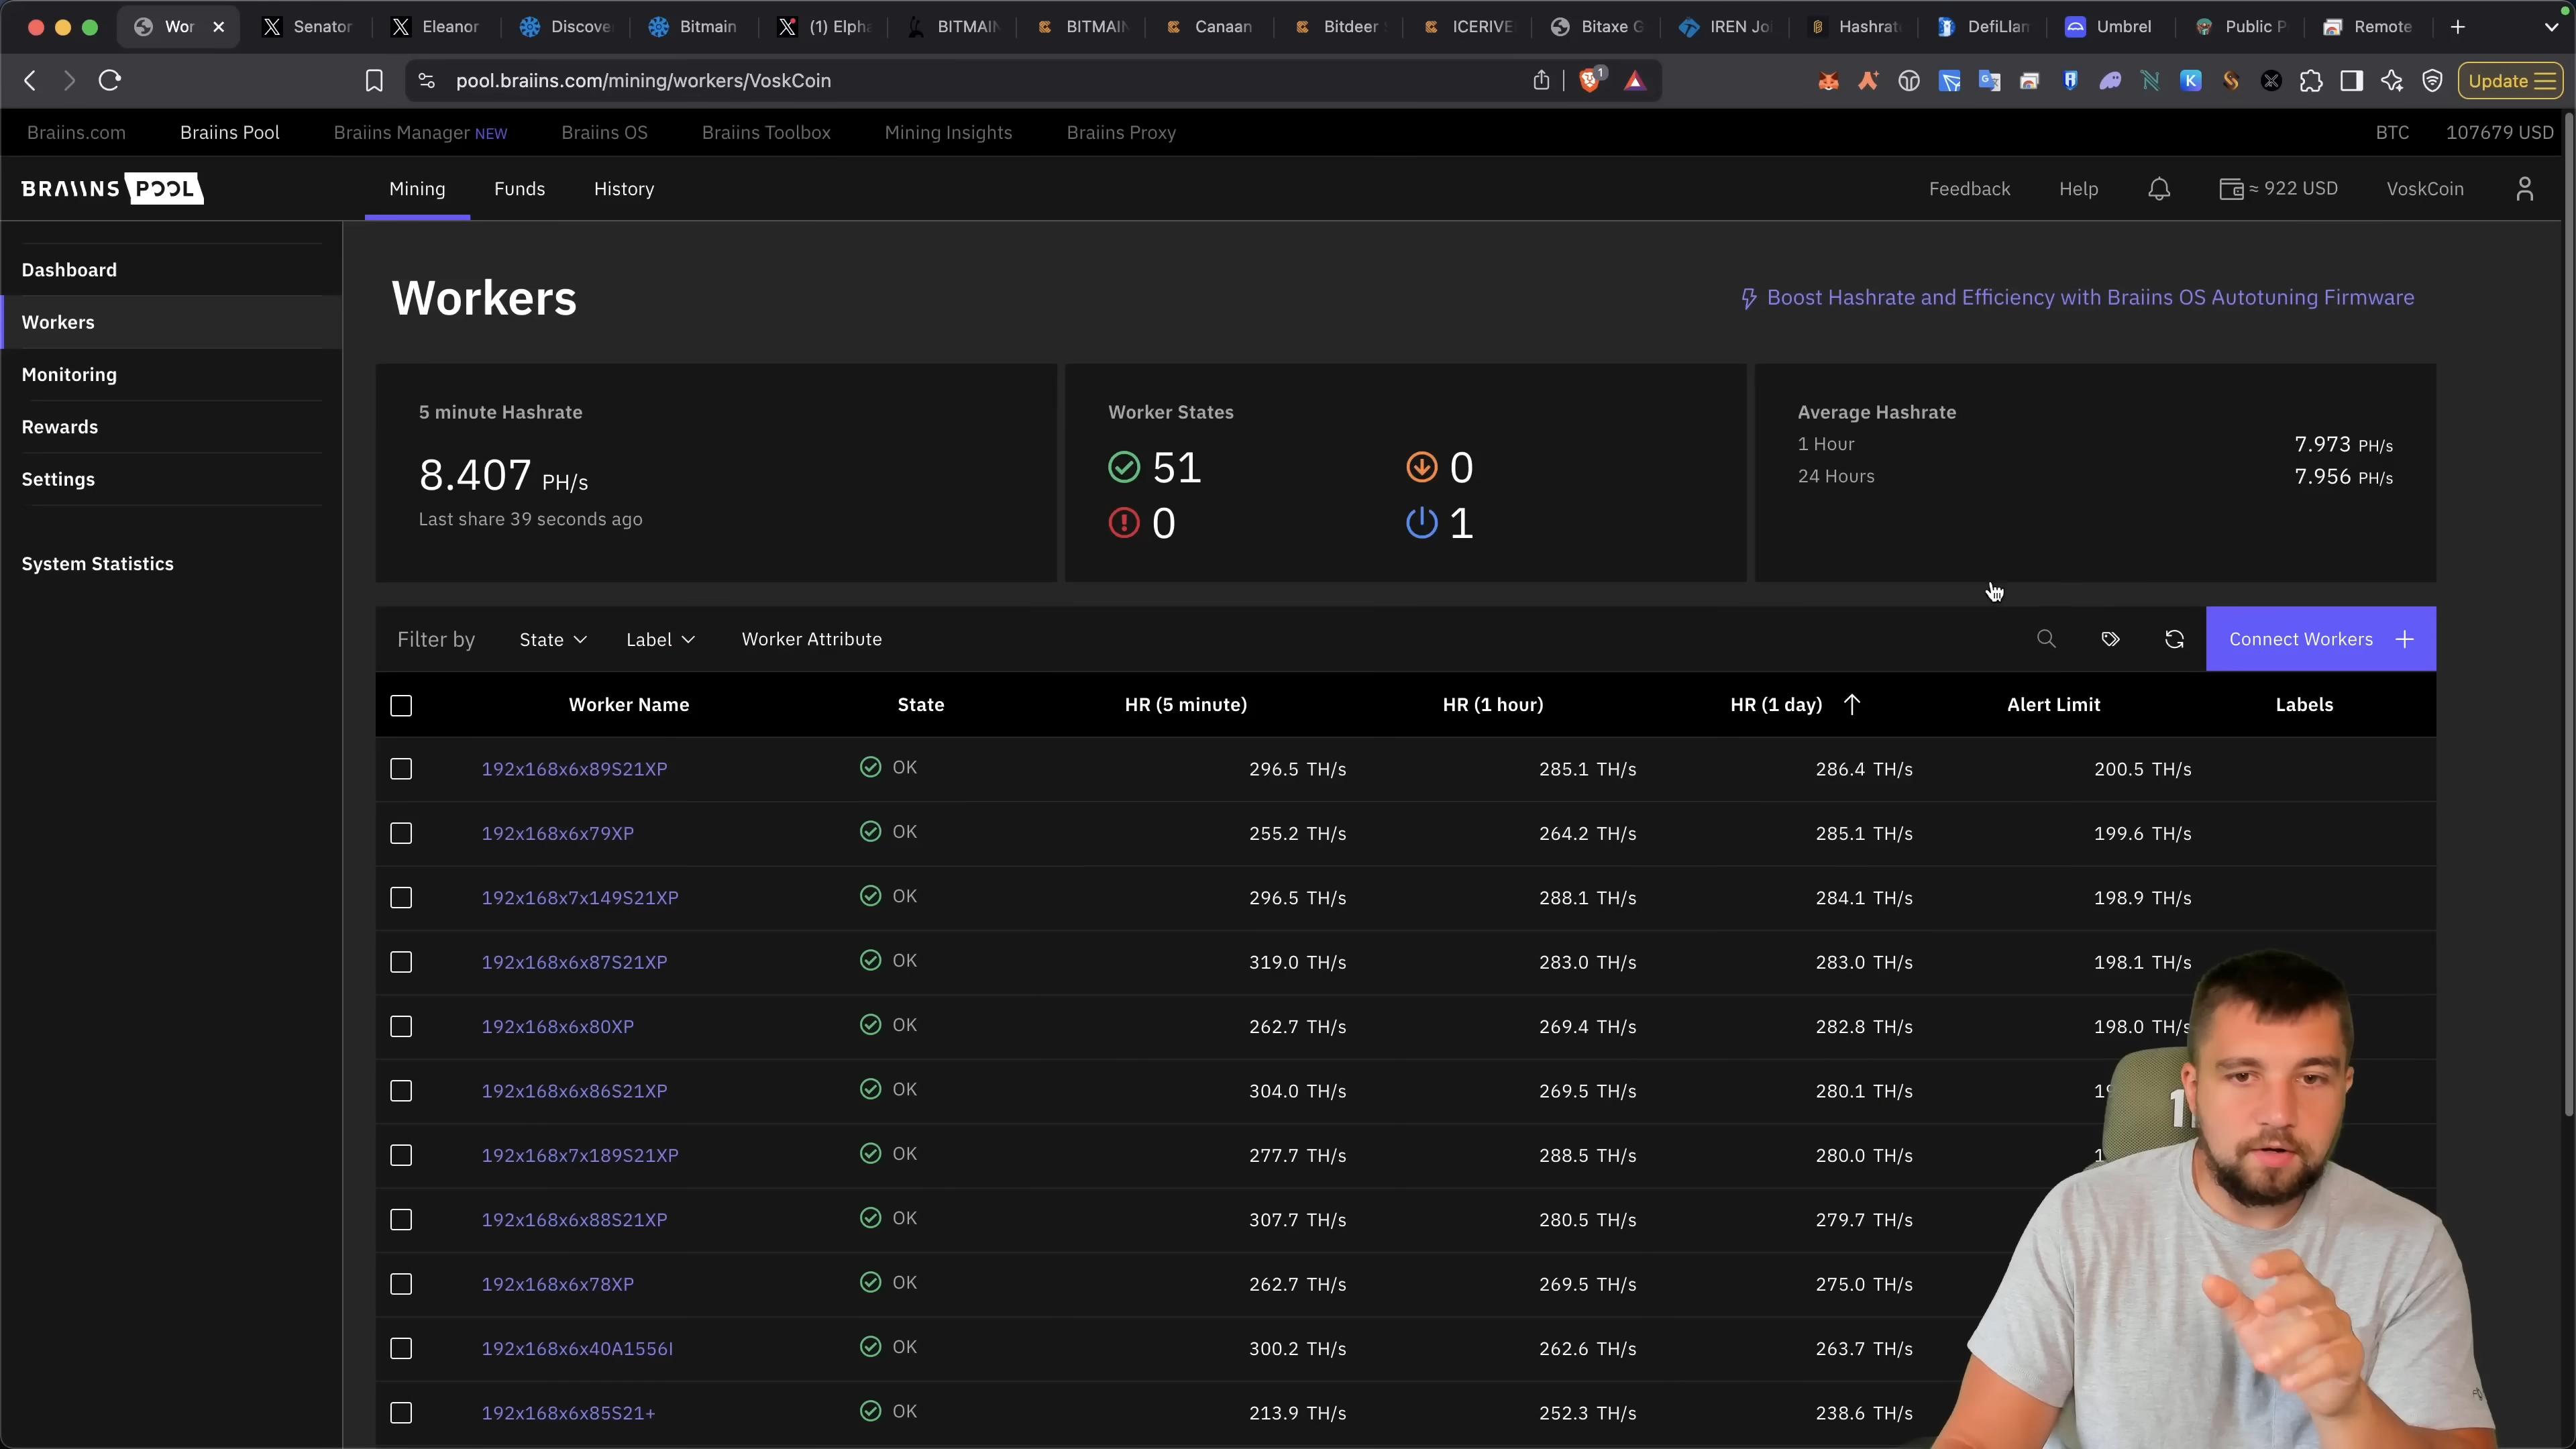 Wor
Senator
Eleanor
Discove
Bitmain
(1) Elpha
BITMAIN
BITMAIN
Canaan
Bitdeer
ICERIVE
Bitaxe G
IREN Jo
Hashrat
DefiLlam
Umbrel
Public P
Remote
pool.braiins.com/mining/workers/VoskCoin
1
Update
Braiins.com Braiins Pool Braiins Manager NEW Braiins OS Braiins Toolbox Mining Insights Braiins Proxy BTC 107679 USD
BRAIINS POOL Mining Funds History Feedback Help ≈ 922 USD VoskCoin
Dashboard
Workers
Monitoring
Rewards
Settings
System Statistics
Workers
Boost Hashrate and Efficiency with Braiins OS Autotuning Firmware
5 minute Hashrate
8.407 PH/s
Last share 39 seconds ago
Worker States
51 0
0 1
Average Hashrate
1 Hour 7.973 PH/s
24 Hours 7.956 PH/s
Filter by State Label Worker Attribute Connect Workers
Worker Name State HR (5 minute) HR (1 hour) HR (1 day) Alert Limit Labels
192x168x6x89S21XP OK 296.5 TH/s 285.1 TH/s 286.4 TH/s 200.5 TH/s
192x168x6x79XP OK 255.2 TH/s 264.2 TH/s 285.1 TH/s 199.6 TH/s
192x168x7x149S21XP OK 296.5 TH/s 288.1 TH/s 284.1 TH/s 198.9 TH/s
192x168x6x87S21XP OK 319.0 TH/s 283.0 TH/s 283.0 TH/s 198.1 TH/s
192x168x6x80XP OK 262.7 TH/s 269.4 TH/s 282.8 TH/s 198.0 TH/s
192x168x6x86S21XP OK 304.0 TH/s 269.5 TH/s 280.1 TH/s
192x168x7x189S21XP OK 277.7 TH/s 288.5 TH/s 280.0 TH/s
192x168x6x88S21XP OK 307.7 TH/s 280.5 TH/s 279.7 TH/s
192x168x6x78XP OK 262.7 TH/s 269.5 TH/s 275.0 TH/s
192x168x6x40A1556I OK 300.2 TH/s 262.6 TH/s 263.7 TH/s
192x168x6x85S21+ OK 213.9 TH/s 252.3 TH/s 238.6 TH/s